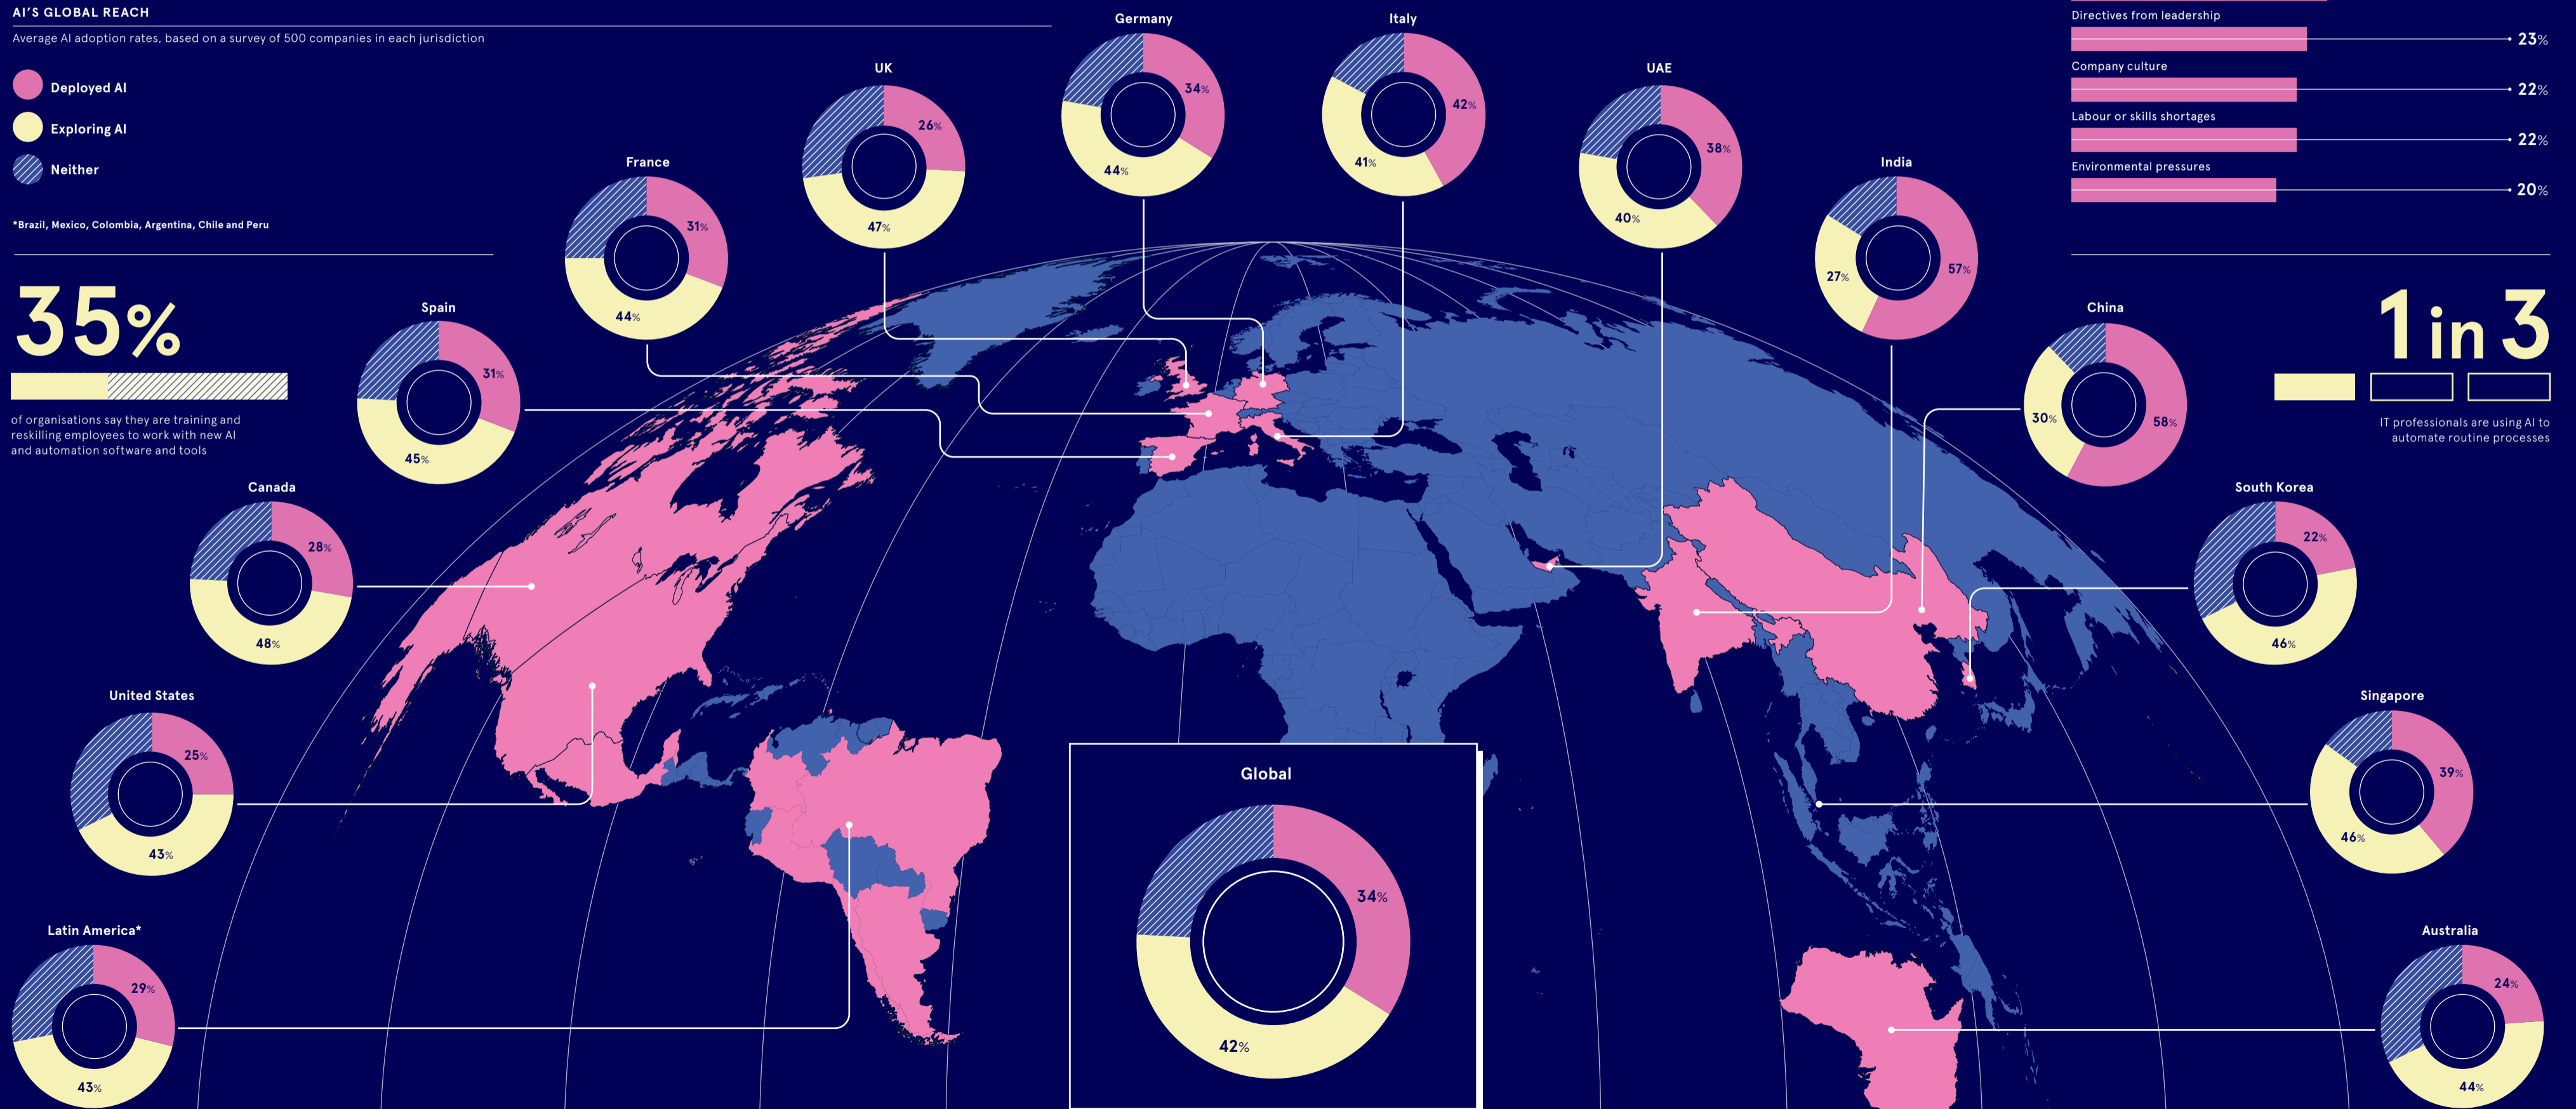 AI'S GLOBAL REACH
Average AI adoption rates, based on a survey of 500 companies in each jurisdiction
Deployed AI
Exploring AI
Neither
*Brazil, Mexico, Colombia, Argentina, Chile and Peru
35%
of organisations say they are training and
reskilling employees to work with new AI
and automation software and tools
Germany
34%
44%
Italy
42%
41%
UK
26%
47%
UAE
38%
40%
France
31%
44%
India
57%
27%
Spain
31%
45%
China
58%
30%
Canada
28%
48%
South Korea
22%
46%
United States
25%
43%
Singapore
39%
46%
Latin America*
29%
43%
Australia
24%
44%
Global
34%
42%
Directives from leadership
23%
Company culture
22%
Labour or skills shortages
22%
Environmental pressures
20%
1 in 3
IT professionals are using AI to
automate routine processes